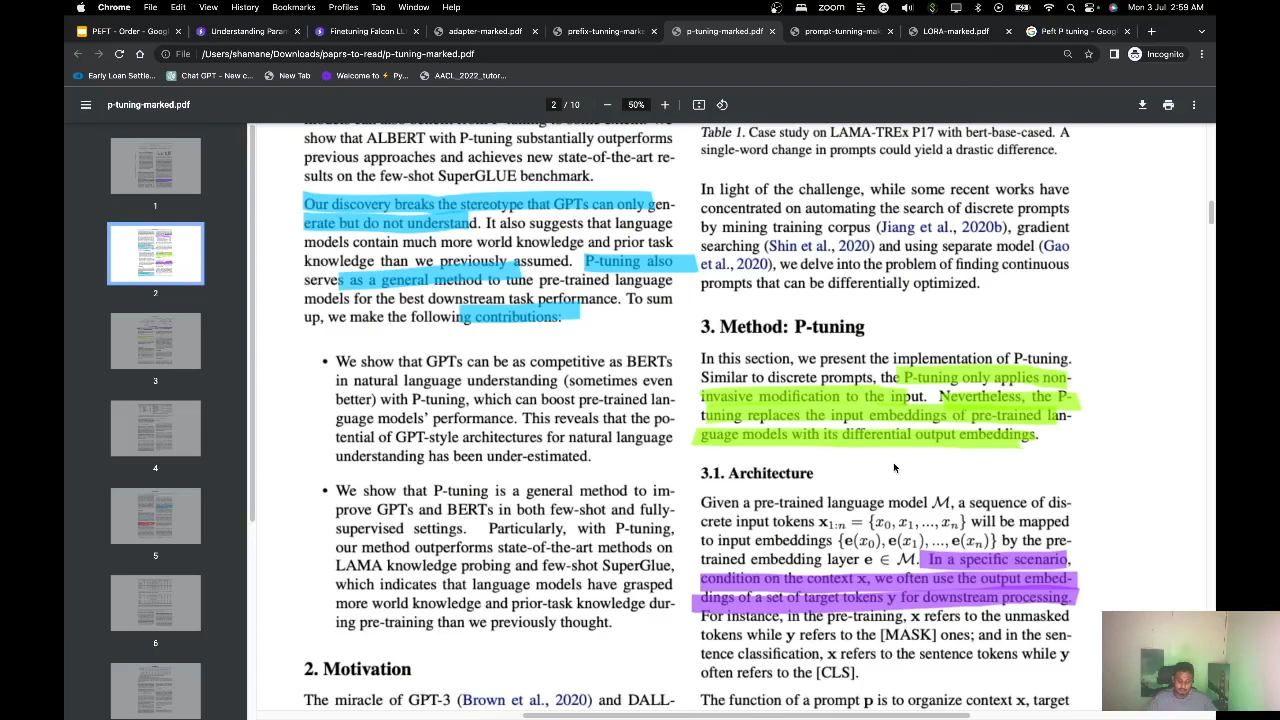 Chrome File Edit View History Bookmarks Profiles Tab Window Help
zoom
Mon 3 Jul 2:59 AM
PEFT - Order - Googl
Understanding Param
Finetuning Falcon LL
adapter-marked.pdf
prefix-tunning-mark
p-tuning-marked.pdf
prompt-tunning-mar
LORA-marked.pdf
Peft P tuning - Googl
File
/Users/shamane/Downloads/paprs-to-read/p-tuning-marked.pdf
Incognito
Early Loan Settle...
Chat GPT - New c...
New Tab
Welcome to ⚡ Py...
AACL_2022_tutor...
p-tuning-marked.pdf
2 / 10
50%
1
2
3
4
5
6
show that ALBERT with P-tuning substantially outperforms
previous approaches and achieves new state-of-the-art re-
sults on the few-shot SuperGLUE benchmark.
Our discovery breaks the stereotype that GPTs can only gen-
erate but do not understand. It also suggests that language
models contain much more world knowledge and prior task
knowledge than we previously assumed. P-tuning also
serves as a general method to tune pre-trained language
models for the best downstream task performance. To sum
up, we make the following contributions:
• We show that GPTs can be as competitive as BERTs
in natural language understanding (sometimes even
better) with P-tuning, which can boost pre-trained lan-
guage models' performance. This reveals that the po-
tential of GPT-style architectures for natural language
understanding has been under-estimated.
• We show that P-tuning is a general method to im-
prove GPTs and BERTs in both few-shot and fully-
supervised settings. Particularly, with P-tuning,
our method outperforms state-of-the-art methods on
LAMA knowledge probing and few-shot SuperGlue,
which indicates that language models have grasped
more world knowledge and prior-task knowledge dur-
ing pre-training than we previously thought.
2. Motivation
The miracle of GPT-3 (Brown et al., 2020) and DALL
Table 1. Case study on LAMA-TREx P17 with bert-base-cased. A
single-word change in prompts could yield a drastic difference.
In light of the challenge, while some recent works have
concentrated on automating the search of discrete prompts
by mining training corpus (Jiang et al., 2020b), gradient
searching (Shin et al., 2020) and using separate model (Gao
et al., 2020), we delve into the problem of finding continuous
prompts that can be differentially optimized.
3. Method: P-tuning
In this section, we present the implementation of P-tuning.
Similar to discrete prompts, the P-tuning only applies non-
invasive modification to the input. Nevertheless, the P-
tuning replaces the input embeddings of pre-trained lan-
guage models with its differential output embeddings.
3.1. Architecture
Given a pre-trained language model M, a sequence of dis-
crete input tokens x1:n = {x0, x1, ..., xn} will be mapped
to input embeddings {e(x0), e(x1), ..., e(xn)} by the pre-
trained embedding layer e ∈ M. In a specific scenario,
condition on the context x, we often use the output embed-
dings of a set of target tokens y for downstream processing.
For instance, in the pre-training, x refers to the unmasked
tokens while y refers to the [MASK] ones; and in the sen-
tence classification, x refers to the sentence tokens while y
often refers to the
The function of a prompt p is to organize context x, target